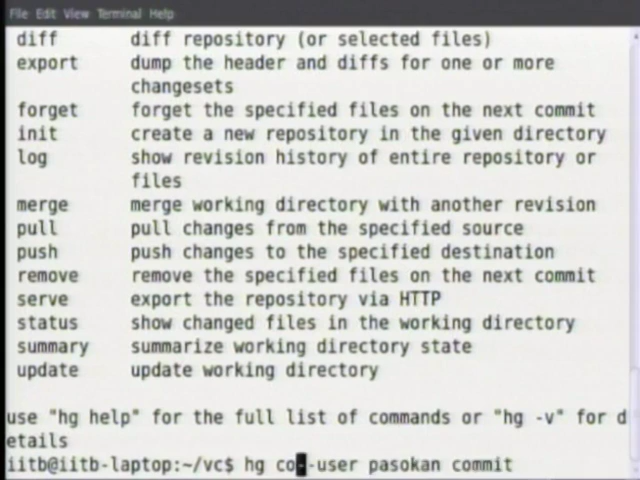 File Edit View Terminal Help
diff diff repository (or selected files)
export dump the header and diffs for one or more
changesets
forget forget the specified files on the next commit
init create a new repository in the given directory
log show revision history of entire repository or
files
merge merge working directory with another revision
pull pull changes from the specified source
push push changes to the specified destination
remove remove the specified files on the next commit
serve export the repository via HTTP
status show changed files in the working directory
summary summarize working directory state
update update working directory
use "hg help" for the full list of commands or "hg -v" for d
etails
iitb@iitb-laptop:~/vc$ hg co--user pasokan commit